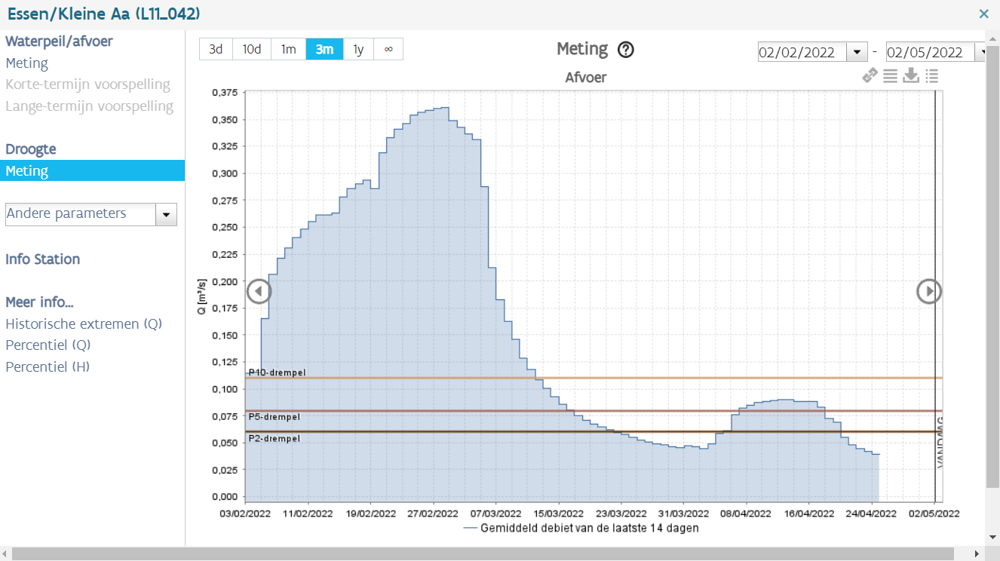 Essen/Kleine Aa (L11_042)
×
Waterpeil/afvoer
Meting
Korte-termijn voorspelling
Lange-termijn voorspelling
Droogte
Meting
Andere parameters
Info Station
Meer info...
Historische extremen (Q)
Percentiel (Q)
Percentiel (H)
3d 10d 1m 3m 1y ∞
Meting ?
02/02/2022 - 02/05/2022
Afvoer
0,375
0,350
0,325
0,300
0,275
0,250
0,225
0,200
0,175
0,150
0,125
0,100
0,075
0,050
0,025
0,000
Q [m³/s]
P10-drempel
P5-drempel
P2-drempel
VANDAAG
03/02/2022 11/02/2022 19/02/2022 27/02/2022 07/03/2022 15/03/2022 23/03/2022 31/03/2022 08/04/2022 16/04/2022 24/04/2022 02/05/2022
Gemiddeld debiet van de laatste 14 dagen